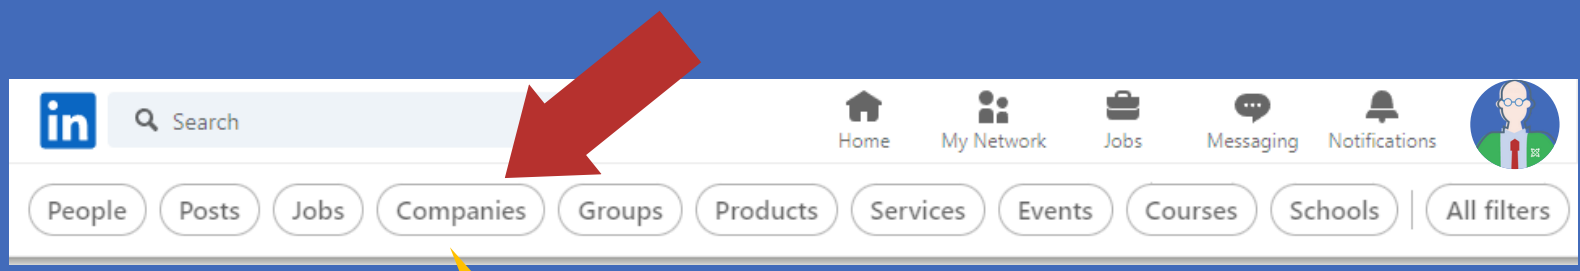 in Search
Home My Network Jobs Messaging Notifications
People Posts Jobs Companies Groups Products Services Events Courses Schools All filters